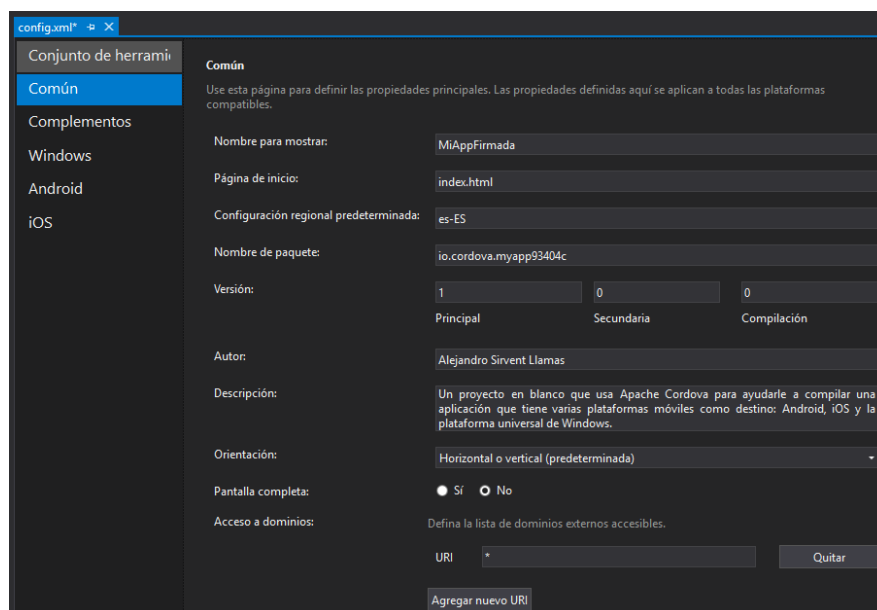 config.xml*
Conjunto de herrami
Común
Complementos
Windows
Android
iOS
Común
Use esta página para definir las propiedades principales. Las propiedades definidas aquí se aplican a todas las plataformas
compatibles.
Nombre para mostrar: MiAppFirmada
Página de inicio: index.html
Configuración regional predeterminada: es-ES
Nombre de paquete: io.cordova.myapp93404c
Versión: 1 0 0
Principal Secundaria Compilación
Autor: Alejandro Sirvent Llamas
Descripción: Un proyecto en blanco que usa Apache Cordova para ayudarle a compilar una
aplicación que tiene varias plataformas móviles como destino: Android, iOS y la
plataforma universal de Windows.
Orientación: Horizontal o vertical (predeterminada)
Pantalla completa: Sí No
Acceso a dominios: Defina la lista de dominios externos accesibles.
URI * Quitar
Agregar nuevo URI